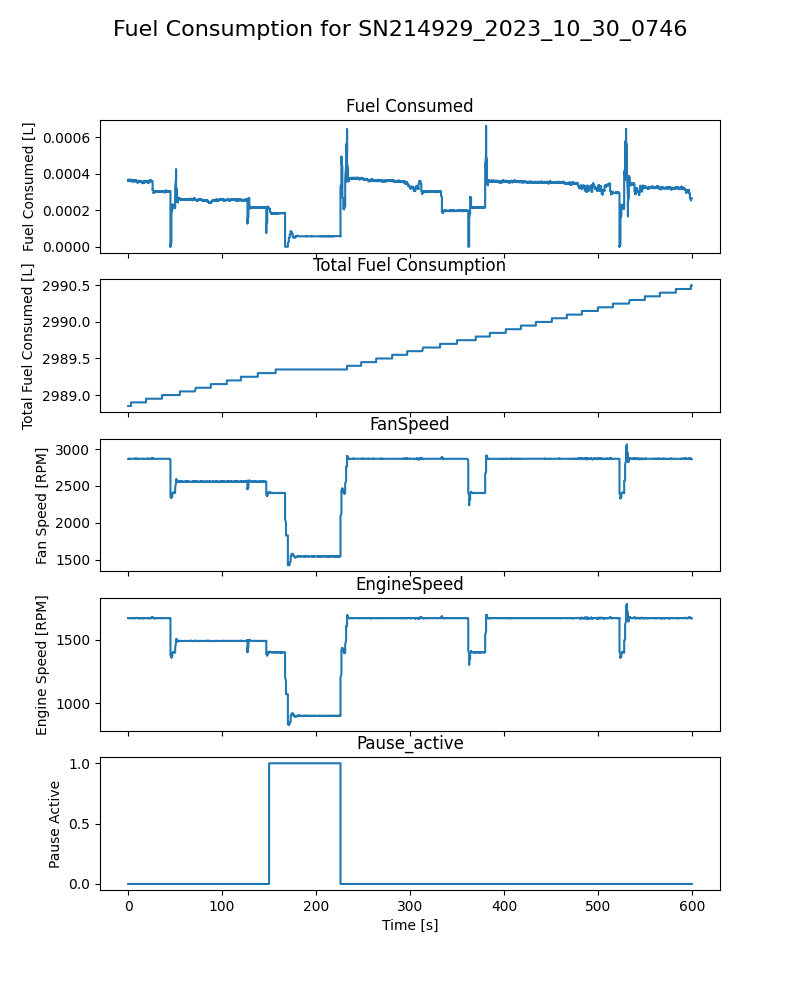 Fuel Consumption for SN214929_2023_10_30_0746
Fuel Consumed
Fuel Consumed [L]
0.0006
0.0004
0.0002
0.0000
Total Fuel Consumption
Total Fuel Consumed [L]
2990.5
2990.0
2989.5
2989.0
FanSpeed
Fan Speed [RPM]
3000
2500
2000
1500
EngineSpeed
Engine Speed [RPM]
1500
1000
Pause_active
Pause Active
1.0
0.5
0.0
0 100 200 300 400 500 600
Time [s]